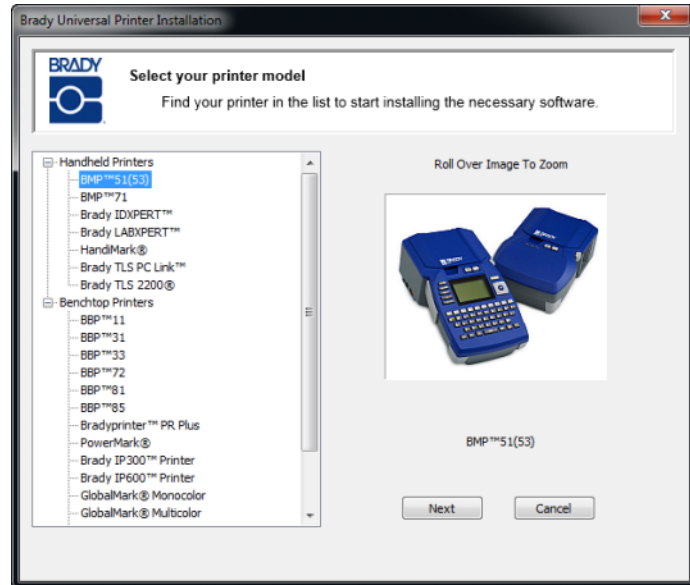 Brady Universal Printer Installation
BRADY
Select your printer model
Find your printer in the list to start installing the necessary software.
Handheld Printers
BMP™51(53)
BMP™71
Brady IDXPERT™
Brady LABXPERT™
HandiMark®
Brady TLS PC Link™
Brady TLS 2200®
Benchtop Printers
BBP™11
BBP™31
BBP™33
BBP™72
BBP™81
BBP™85
Bradyprinter™ PR Plus
PowerMark®
Brady IP300™ Printer
Brady IP600™ Printer
GlobalMark® Monocolor
GlobalMark® Multicolor
Roll Over Image To Zoom
BMP™51(53)
Next
Cancel